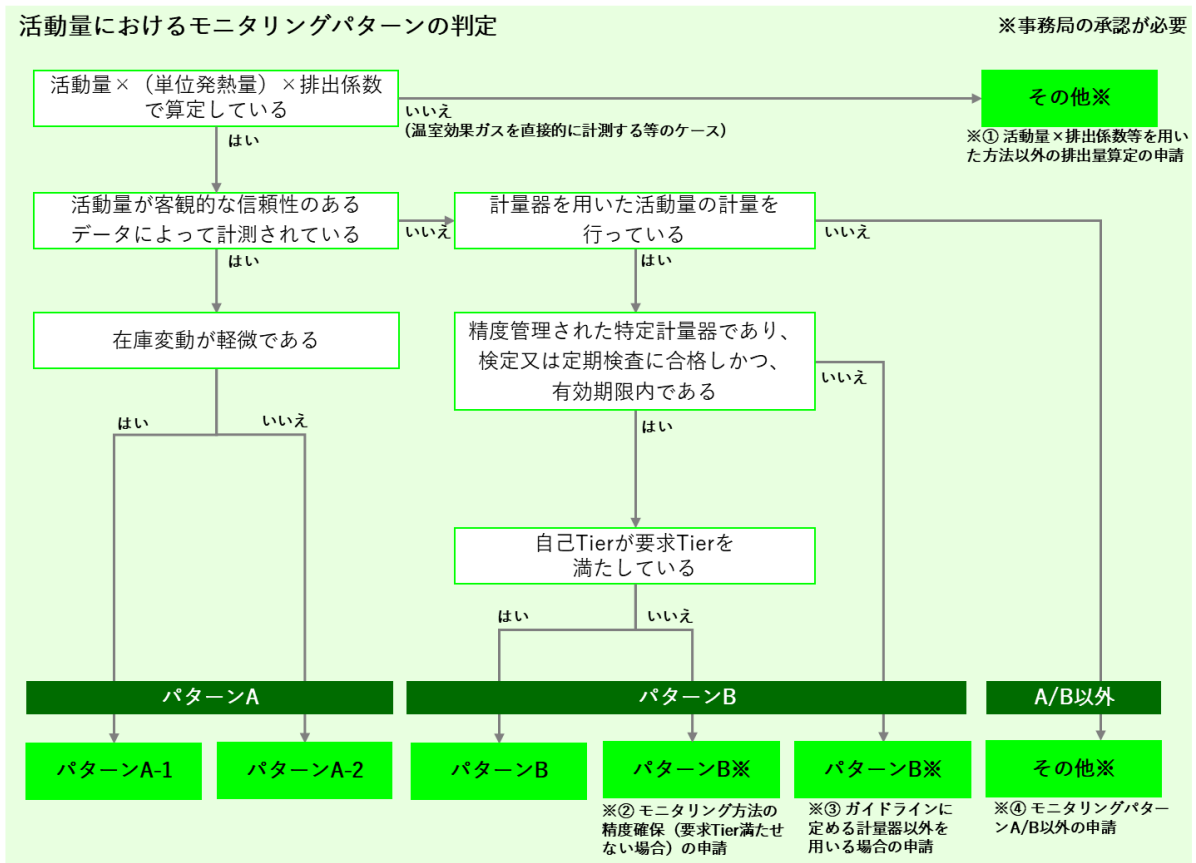 活動量におけるモニタリングパターンの判定
※事務局の承認が必要
活動量×（単位発熱量）×排出係数
で算定している
いいえ
(温室効果ガスを直接的に計測する等のケース)
その他※
※① 活動量×排出係数等を用い
た方法以外の排出量算定の申請
はい
活動量が客観的な信頼性のある
データによって計測されている
いいえ
計量器を用いた活動量の計量を
行っている
いいえ
はい
はい
在庫変動が軽微である
精度管理された特定計量器であり、
検定又は定期検査に合格しかつ、
有効期限内である
いいえ
はい
いいえ
はい
自己Tierが要求Tierを
満たしている
はい
いいえ
パターンA
パターンB
A/B以外
パターンA-1
パターンA-2
パターンB
パターンB※
パターンB※
その他※
※② モニタリング方法の
精度確保（要求Tier満たせ
ない場合）の申請
※③ ガイドラインに
定める計量器以外を
用いる場合の申請
※④ モニタリングパター
ンA/B以外の申請